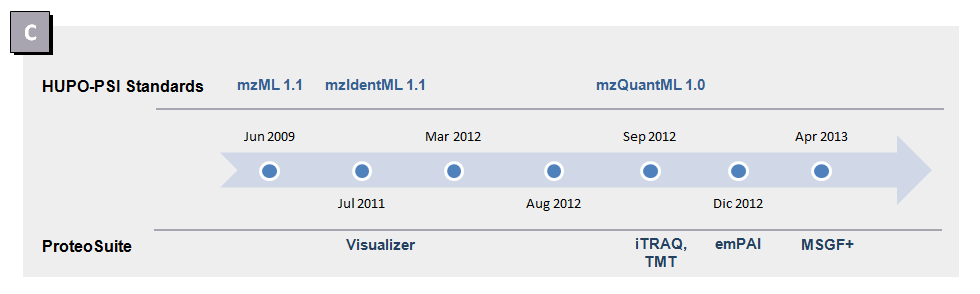 C
HUPO-PSI Standards mzML 1.1 mzIdentML 1.1 mzQuantML 1.0
Jun 2009 Mar 2012 Sep 2012 Apr 2013
Jul 2011 Aug 2012 Dic 2012
ProteoSuite Visualizer iTRAQ, emPAI MSGF+
TMT